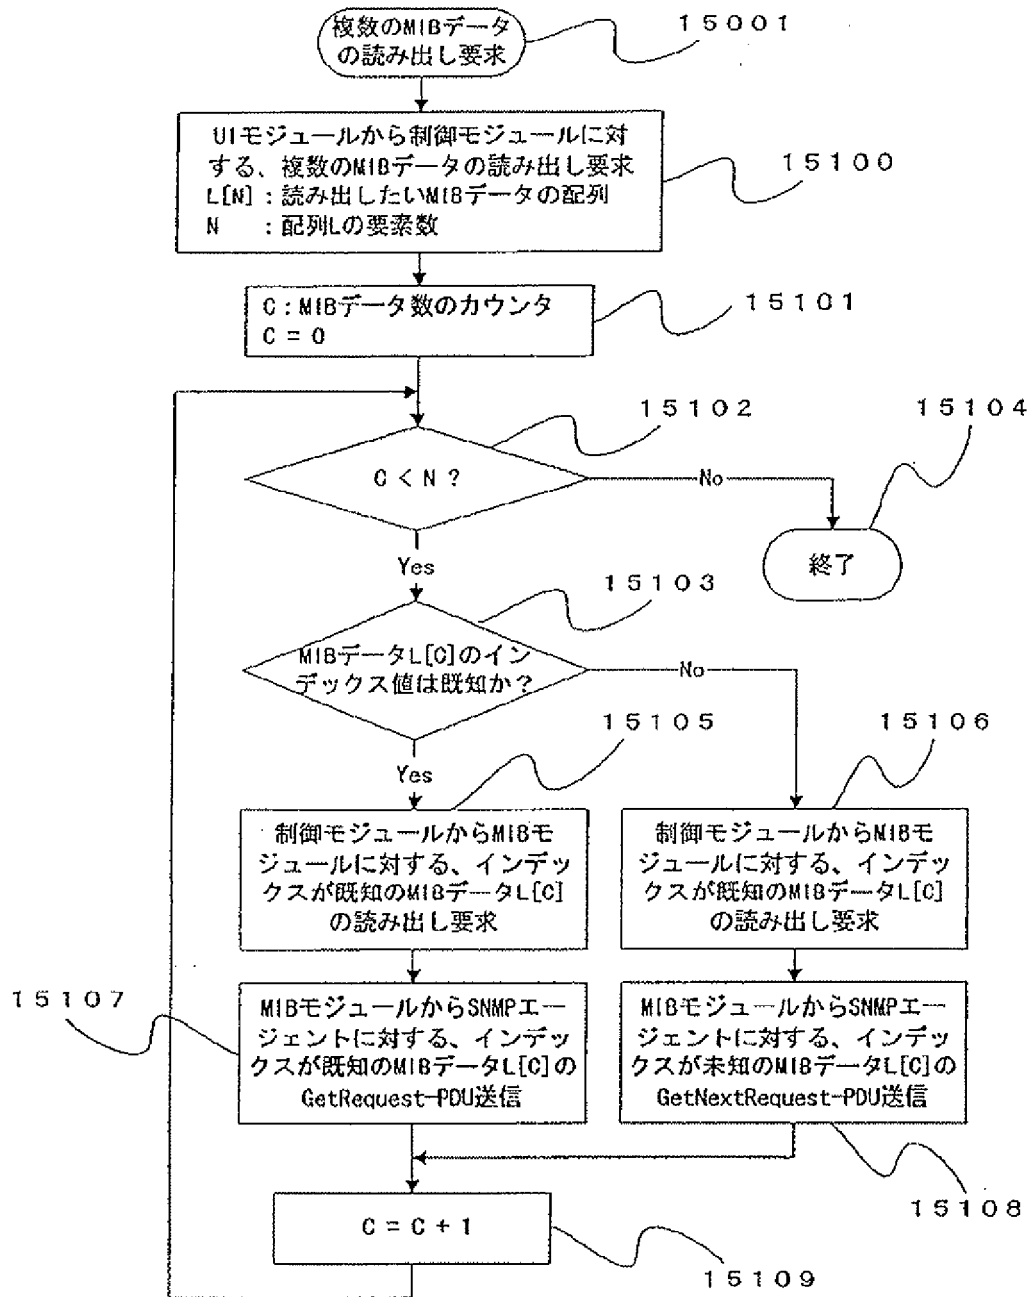 複数のMIBデータ
の読み出し要求
15001
UIモジュールから制御モジュールに対
する、複数のMIBデータの読み出し要求
L[N]:読み出したいMIBデータの配列
N :配列Lの要素数
15100
C:MIBデータ数のカウンタ
C = 0
15101
15102
15104
C < N ?
No
Yes
終了
15103
MIBデータL[C]のイン
デックス値は既知か?
No
Yes
15105
15106
制御モジュールからMIBモ
ジュールに対する、インデッ
クスが既知のMIBデータL[C]
の読み出し要求
制御モジュールからMIBモ
ジュールに対する、インデッ
クスが既知のMIBデータL[C]
の読み出し要求
15107
MIBモジュールからSNMPエー
ジェントに対する、インデッ
クスが既知のMIBデータL[C]の
GetRequest-PDU送信
MIBモジュールからSNMPエー
ジェントに対する、インデッ
クスが未知のMIBデータL[C]の
GetNextRequest-PDU送信
15108
C = C + 1
15109